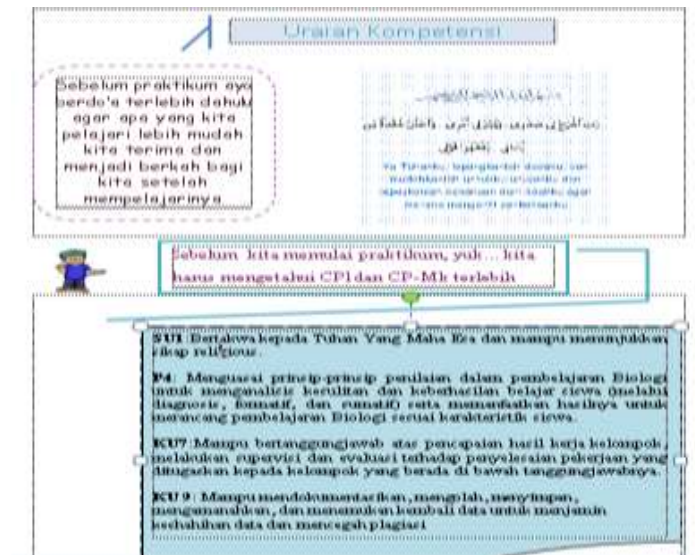 Uraian Kompetensi
Sebelum praktikum ayo
berdo'a terlebih dahulu
agar apa yang kita
pelajari lebih mudah
kita terima dan
menjadi berkah bagi
kita setelah
mempelajarinya
Sebelum kita memulai praktikum, yuk... kita
harus mengetahui CPl dan CP-Mk terlebih
SU1 Bertakwa kepada Tuhan Yang Maha Esa dan mampu menunjukkan
sikap religious.
P4: Menguasai prinsip-prinsip penilaian dalam pembelajaran Biologi
untuk menganalisis kesulitan dan keberhasilan belajar siswa (melalui
diagnosis, formatif, dan sumatif) serta memanfaatkan hasilnya untuk
merancang pembelajaran Biologi sesuai karakteristik siswa.
KU7 Mampu bertanggungjawab atas pencapaian hasil kerja kelompok,
melakukan supervisi dan evaluasi terhadap penyelesaian pekerjaan yang
ditugaskan kepada kelompok yang berada di bawah tanggungjawabnya.
KU 9: Mampu mendokumentasikan, mengolah, menyimpan,
mengamanahkan, dan menemukan kembali data untuk menjamin
keshahihan data dan mencegah plagiasi